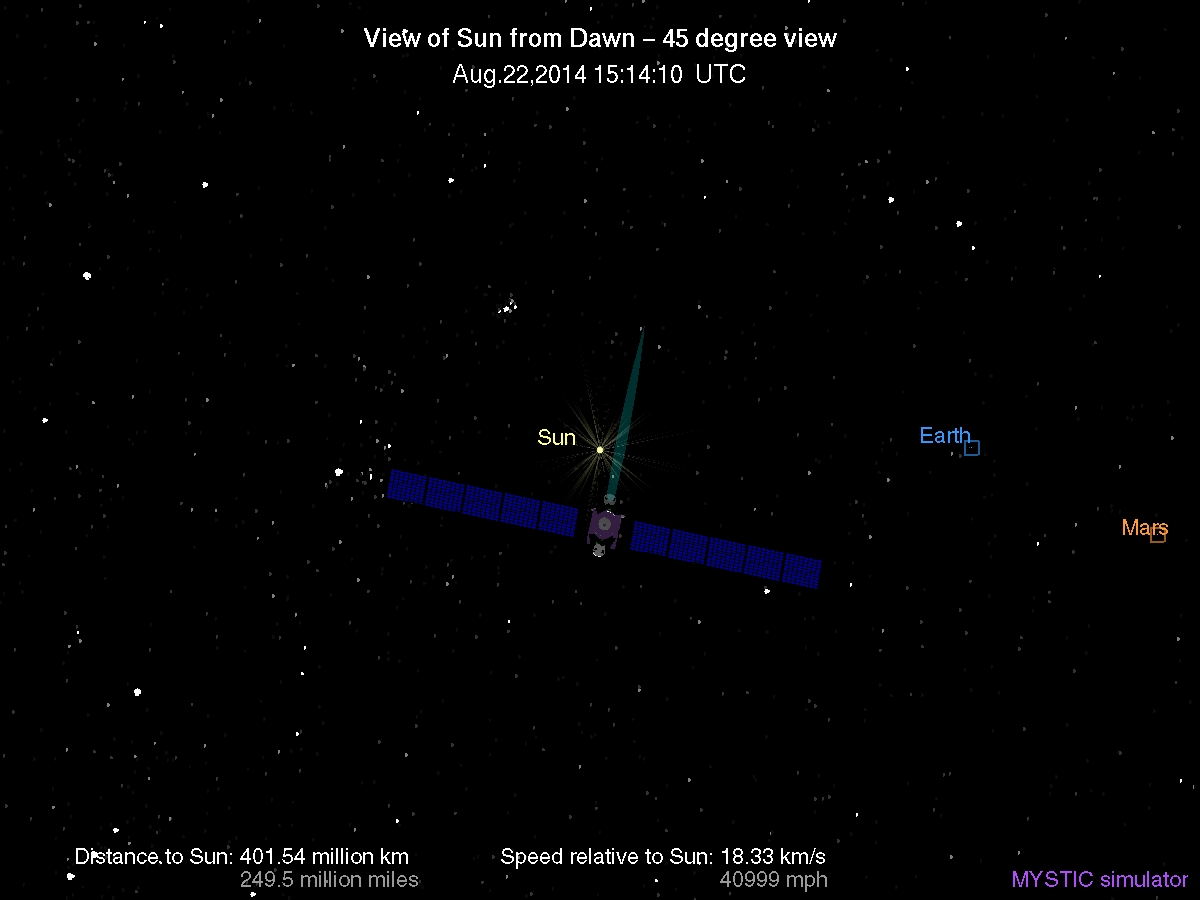 View of Sun from Dawn – 45 degree view
Aug.22,2014 15:14:10 UTC
Sun
Earth
Mars
Distance to Sun: 401.54 million km
249.5 million miles
Speed relative to Sun: 18.33 km/s
40999 mph
MYSTIC simulator